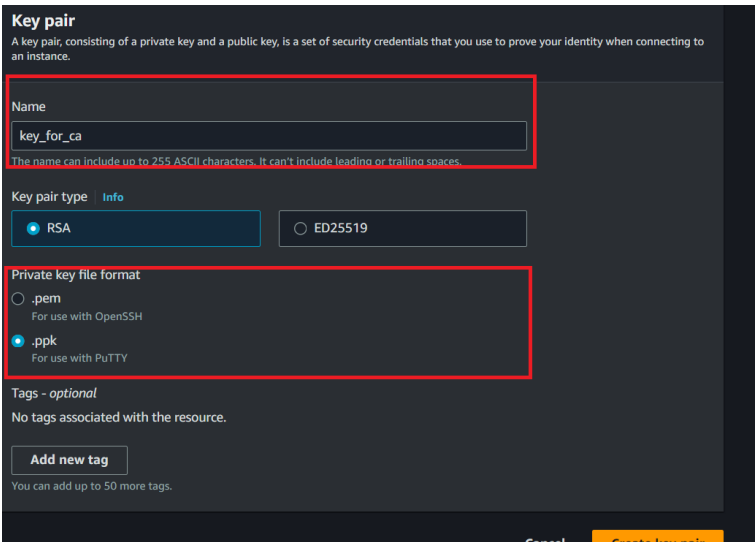 Key pair
A key pair, consisting of a private key and a public key, is a set of security credentials that you use to prove your identity when connecting to
an instance.
Name
key_for_ca
The name can include up to 255 ASCII characters. It can't include leading or trailing spaces.
Key pair type Info
RSA
ED25519
Private key file format
.pem
For use with OpenSSH
.ppk
For use with PuTTY
Tags - optional
No tags associated with the resource.
Add new tag
You can add up to 50 more tags.
Cancel
Create key pair